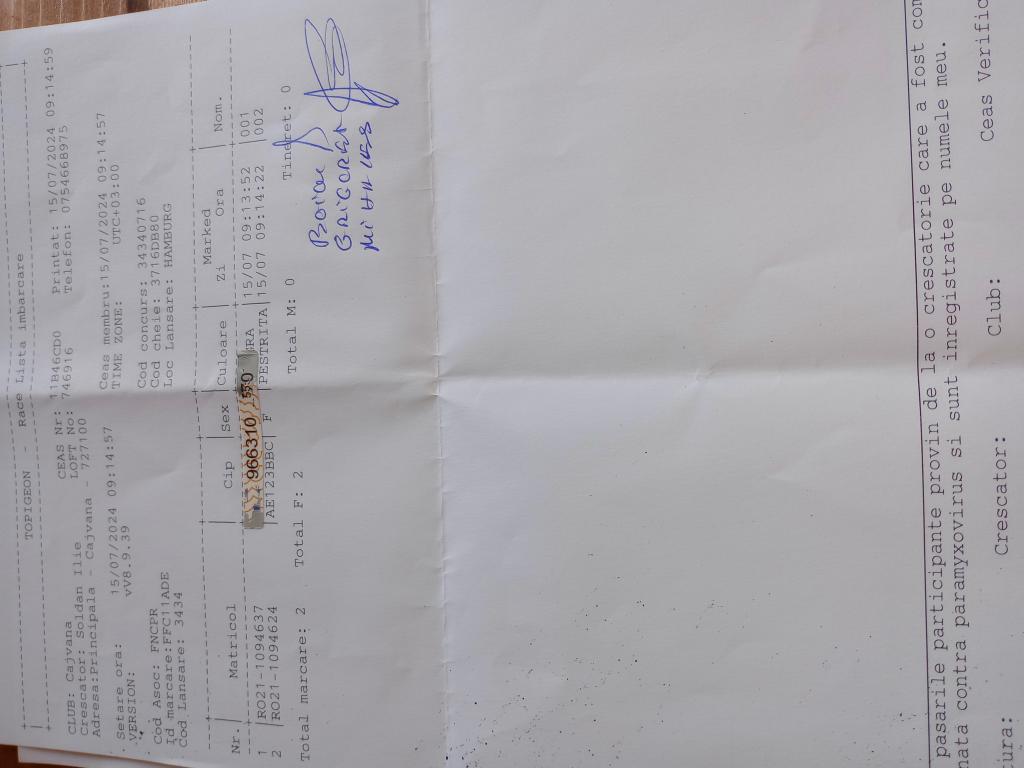 TOPIGEON - Race Lista imbarcare
CLUB: Cajvana CEAS Nr: 11B46CD0 Printat: 15/07/2024 09:14:59
Crescator: Soldan Ilie LOFT No: 746916 Telefon: 0754668975
Adresa:Principala - Cajvana - 727100
Setare ora: 15/07/2024 09:14:57 Ceas membru:15/07/2024 09:14:57
VERSION: vV8.9.39 TIME ZONE: UTC+03:00
Cod Asoc: FNCPR Cod concurs: 34340716
Id marcare:FFC11ADE Cod cheie: 3716DB80
Cod Lansare: 3434 Loc Lansare: HAMBURG
Marked
Nr. | Matricol | Cip | Sex | Culoare | Zi Ora | Nom.
1 |RO21-1094637 966310 550 RA |15/07 09:13:52 |001
2 |RO21-1094624 |AE123BBC| F |PESTRITA|15/07 09:14:22 |002
Total marcare: 2 Total F: 2 Total M: 0 Tineret: 0
GRIGOREI
pasarile participante provin de la o crescatorie care a fost com
nata contra paramyxovirus si sunt inregistrate pe numele meu.
tura: Crescator: Club: Ceas Verific